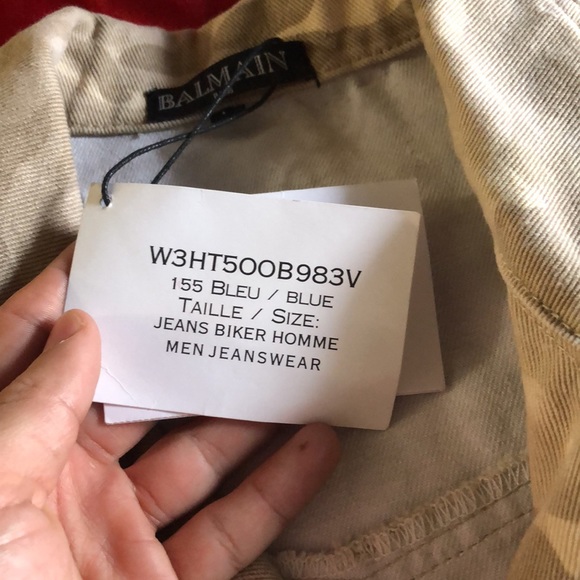 BALMAIN
W3HT500B983V
155 BLEU / BLUE
TAILLE / SIZE:
JEANS BIKER HOMME
MEN JEANSWEAR